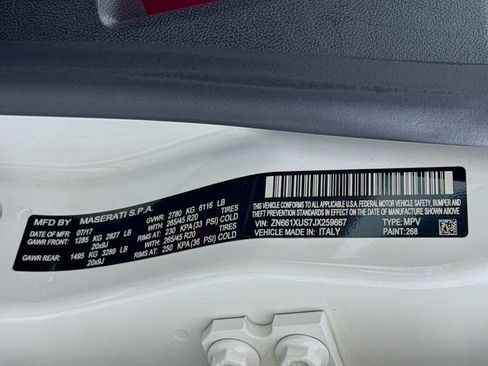 MFD BY MASERATI S.P.A.
07/17 GVWR: 2780 KG 6116 LB
GAWR FRONT: 1285 KG 2827 LB WITH: 265/45 R20 TIRES
20x9J RIMS AT: 230 KPA (33 PSI) COLD
GAWR REAR: 1495 KG 3289 LB WITH: 265/45 R20 TIRES
20x9J RIMS AT: 250 KPA (36 PSI) COLD
THIS VEHICLE CONFORMS TO ALL APPLICABLE U.S.A. FEDERAL MOTOR VEHICLE
SAFETY, BUMPER AND THEFT PREVENTION STANDARDS IN EFFECT ON THE
DATE OF MANUFACTURE SHOWN ABOVE.
VIN: ZN661XUS7JX259667 TYPE: MPV
VEHICLE MADE IN: ITALY PAINT: 268